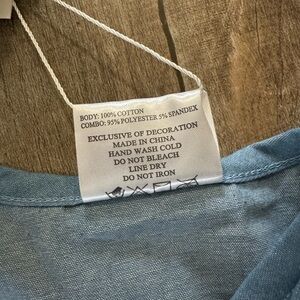 BODY: 100% COTTON
COMBO: 95% POLYESTER 5% SPANDEX
EXCLUSIVE OF DECORATION
MADE IN CHINA
HAND WASH COLD
DO NOT BLEACH
LINE DRY
DO NOT IRON